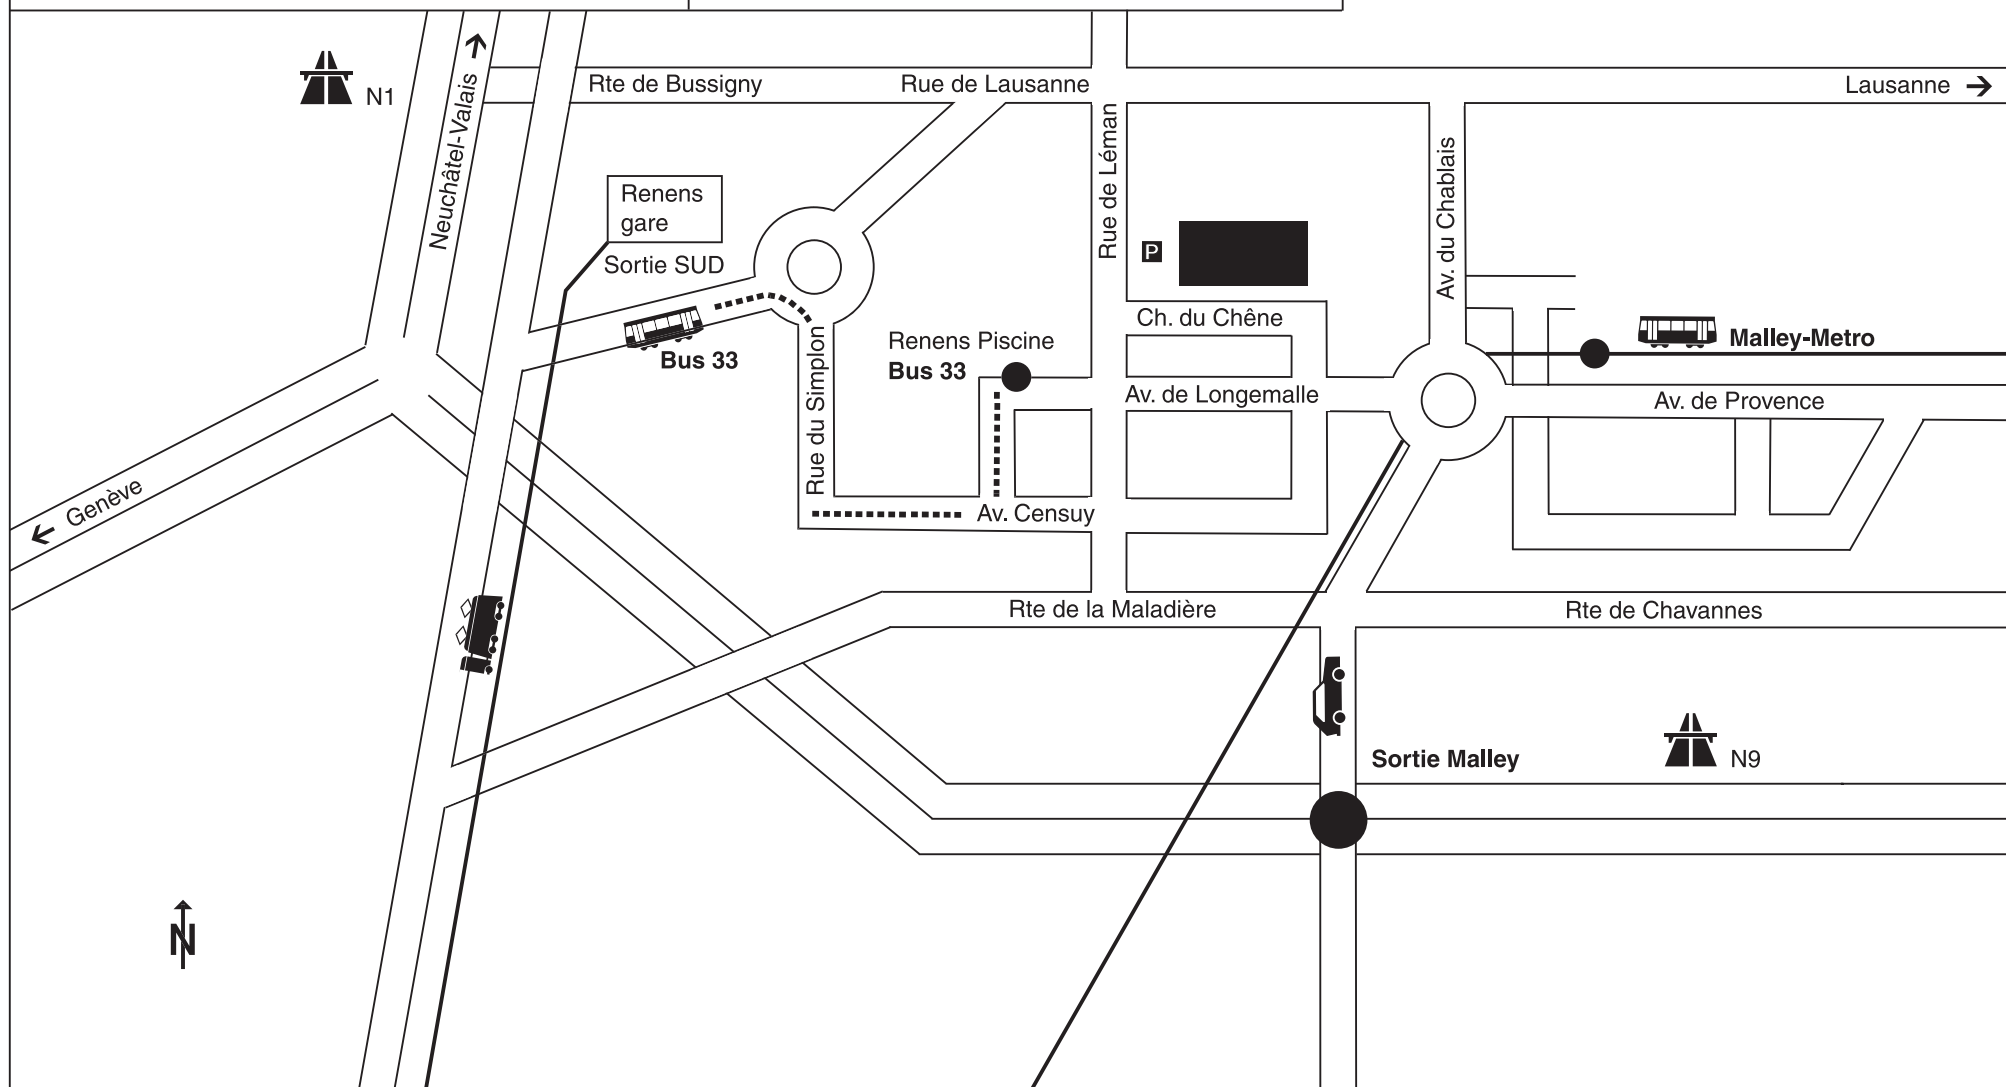 N1
Neuchâtel-Valais
Rte de Bussigny
Rue de Lausanne
Lausanne
Renens
gare
Sortie SUD
Rue de Léman
P
Av. du Chablais
Ch. du Chêne
Bus 33
Rue du Simplon
Renens Piscine
Bus 33
Malley-Metro
Av. de Longemalle
Av. de Provence
Genève
Av. Censuy
Rte de la Maladière
Rte de Chavannes
Sortie Malley
N9
N